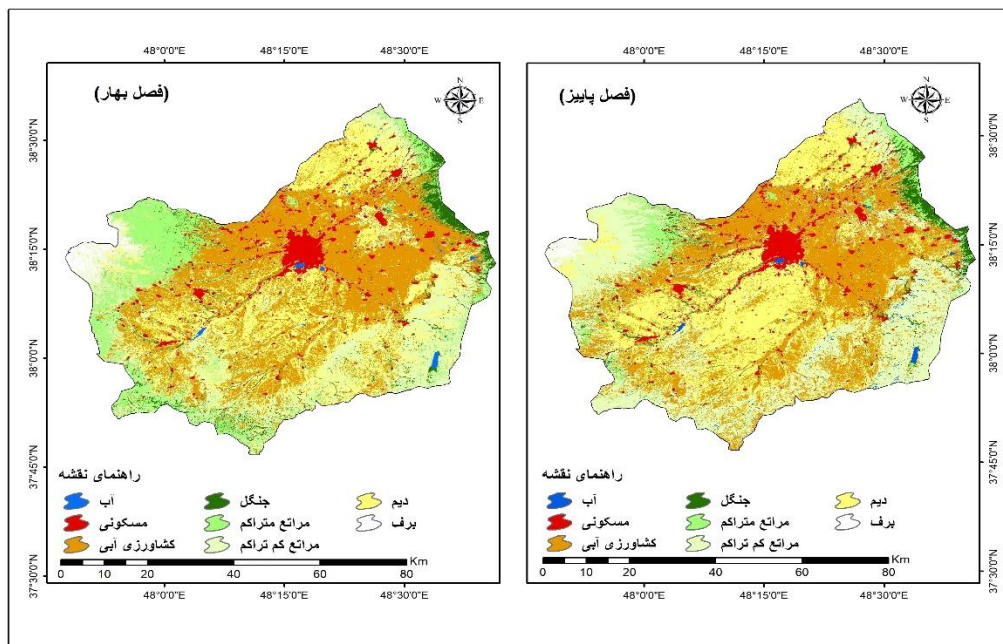 48°0'0"E 48°15'0"E 48°30'0"E
(فصل بهار)
N
W E
S
38°30'0"N
38°15'0"N
38°0'0"N
37°45'0"N
37°30'0"N
راهنمای نقشه
آب جنگل دیم
مسکونی مراتع متراکم برف
کشاورزی آبی مراتع کم تراکم
0 5 10 20 40 60 80 Km
48°0'0"E 48°15'0"E 48°30'0"E
48°0'0"E 48°15'0"E 48°30'0"E
(فصل پاییز)
N
W E
S
38°30'0"N
38°15'0"N
38°0'0"N
37°45'0"N
37°30'0"N
راهنمای نقشه
آب جنگل دیم
مسکونی مراتع متراکم برف
کشاورزی آبی مراتع کم تراکم
0 5 10 20 40 60 80 Km
48°0'0"E 48°15'0"E 48°30'0"E